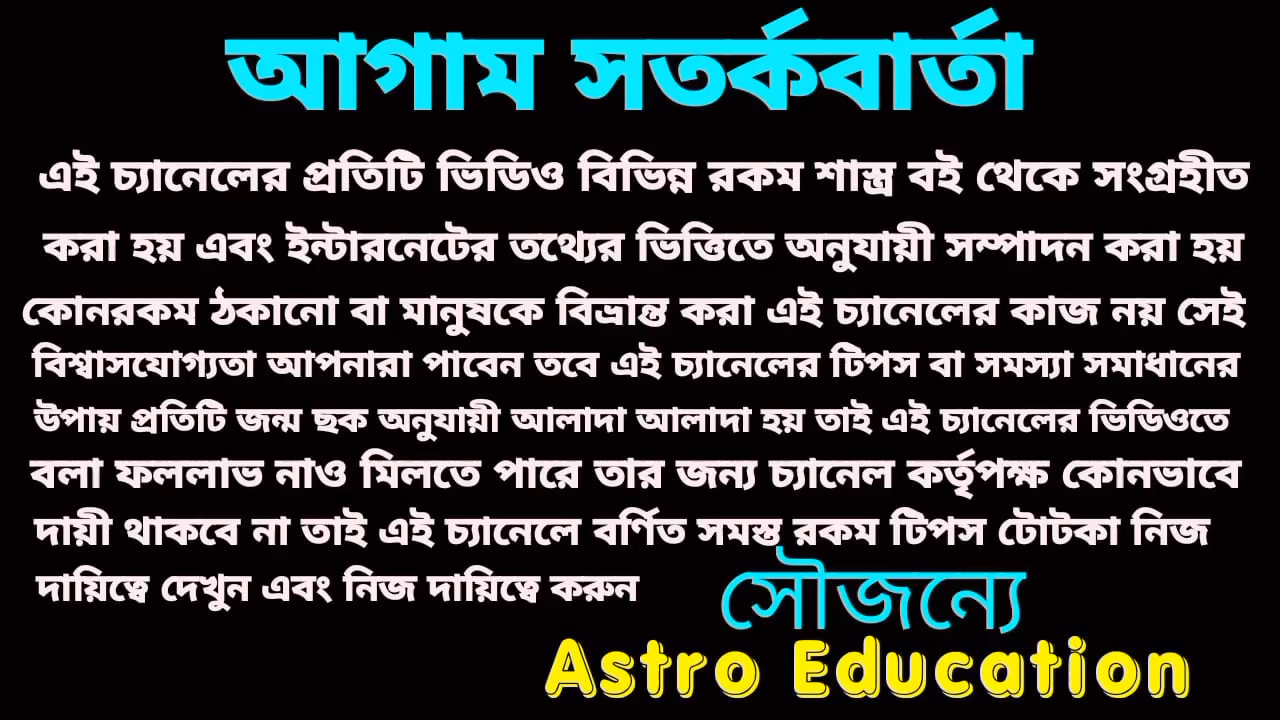 আগাম সতর্কবার্তা
এই চ্যানেলের প্রতিটি ভিডিও বিভিন্ন রকম শাস্ত্র বই থেকে সংগ্রহীত
করা হয় এবং ইন্টারনেটের তথ্যের ভিত্তিতে অনুযায়ী সম্পাদন করা হয়
কোনরকম ঠকানো বা মানুষকে বিভ্রান্ত করা এই চ্যানেলের কাজ নয় সেই
বিশ্বাসযোগ্যতা আপনারা পাবেন তবে এই চ্যানেলের টিপস বা সমস্যা সমাধানের
উপায় প্রতিটি জন্ম ছক অনুযায়ী আলাদা আলাদা হয় তাই এই চ্যানেলের ভিডিওতে
বলা ফললাভ নাও মিলতে পারে তার জন্য চ্যানেল কর্তৃপক্ষ কোনভাবে
দায়ী থাকবে না তাই এই চ্যানেলে বর্ণিত সমস্ত রকম টিপস টোটকা নিজ
দায়িত্বে দেখুন এবং নিজ দায়িত্বে করুন
সৌজন্যে
Astro Education